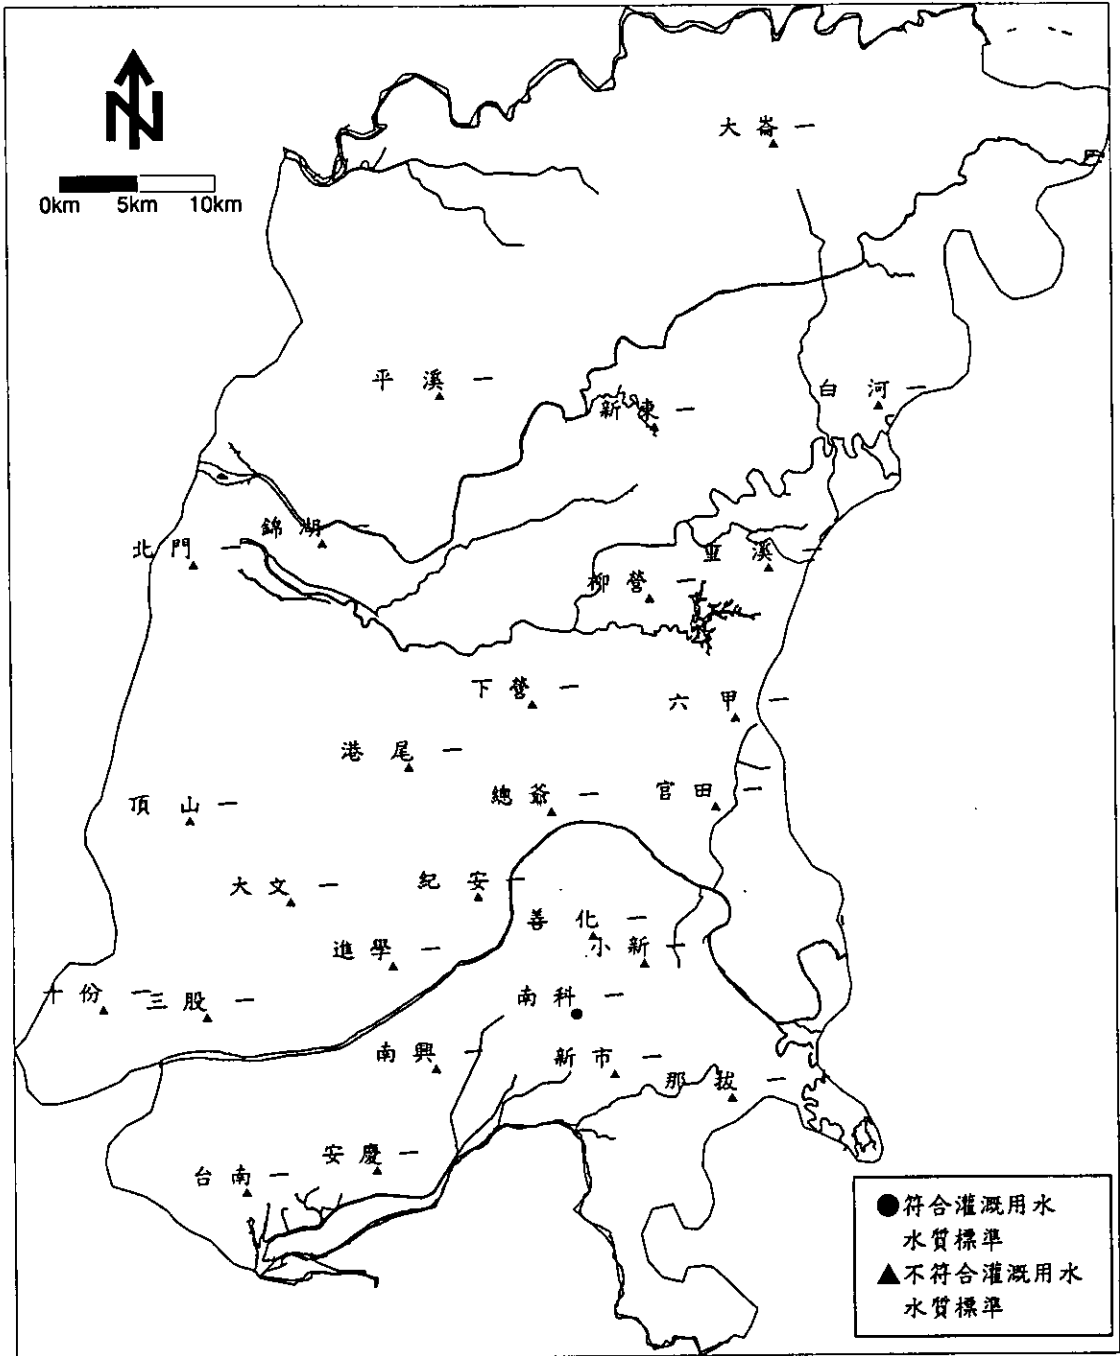 N
0km 5km 10km
大崙一
平溪一
新東一
白河一
錦湖一
北門一
重溪一
柳營一
下營一
六甲一
港尾一
頂山一
總爺一
官田一
大文一
紀安一
善化一
進學一
小新一
十份一
三股一
南科一
南興一
新市一
那拔一
安慶一
台南一
●符合灌溉用水
水質標準
▲不符合灌溉用水
水質標準